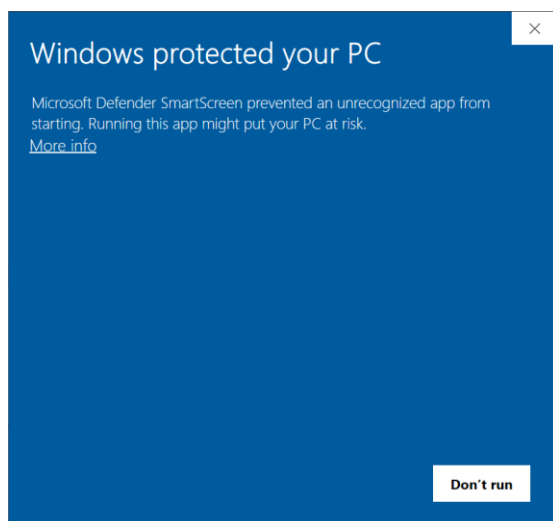 Windows protected your PC
Microsoft Defender SmartScreen prevented an unrecognized app from
starting. Running this app might put your PC at risk.
More info
Don't run